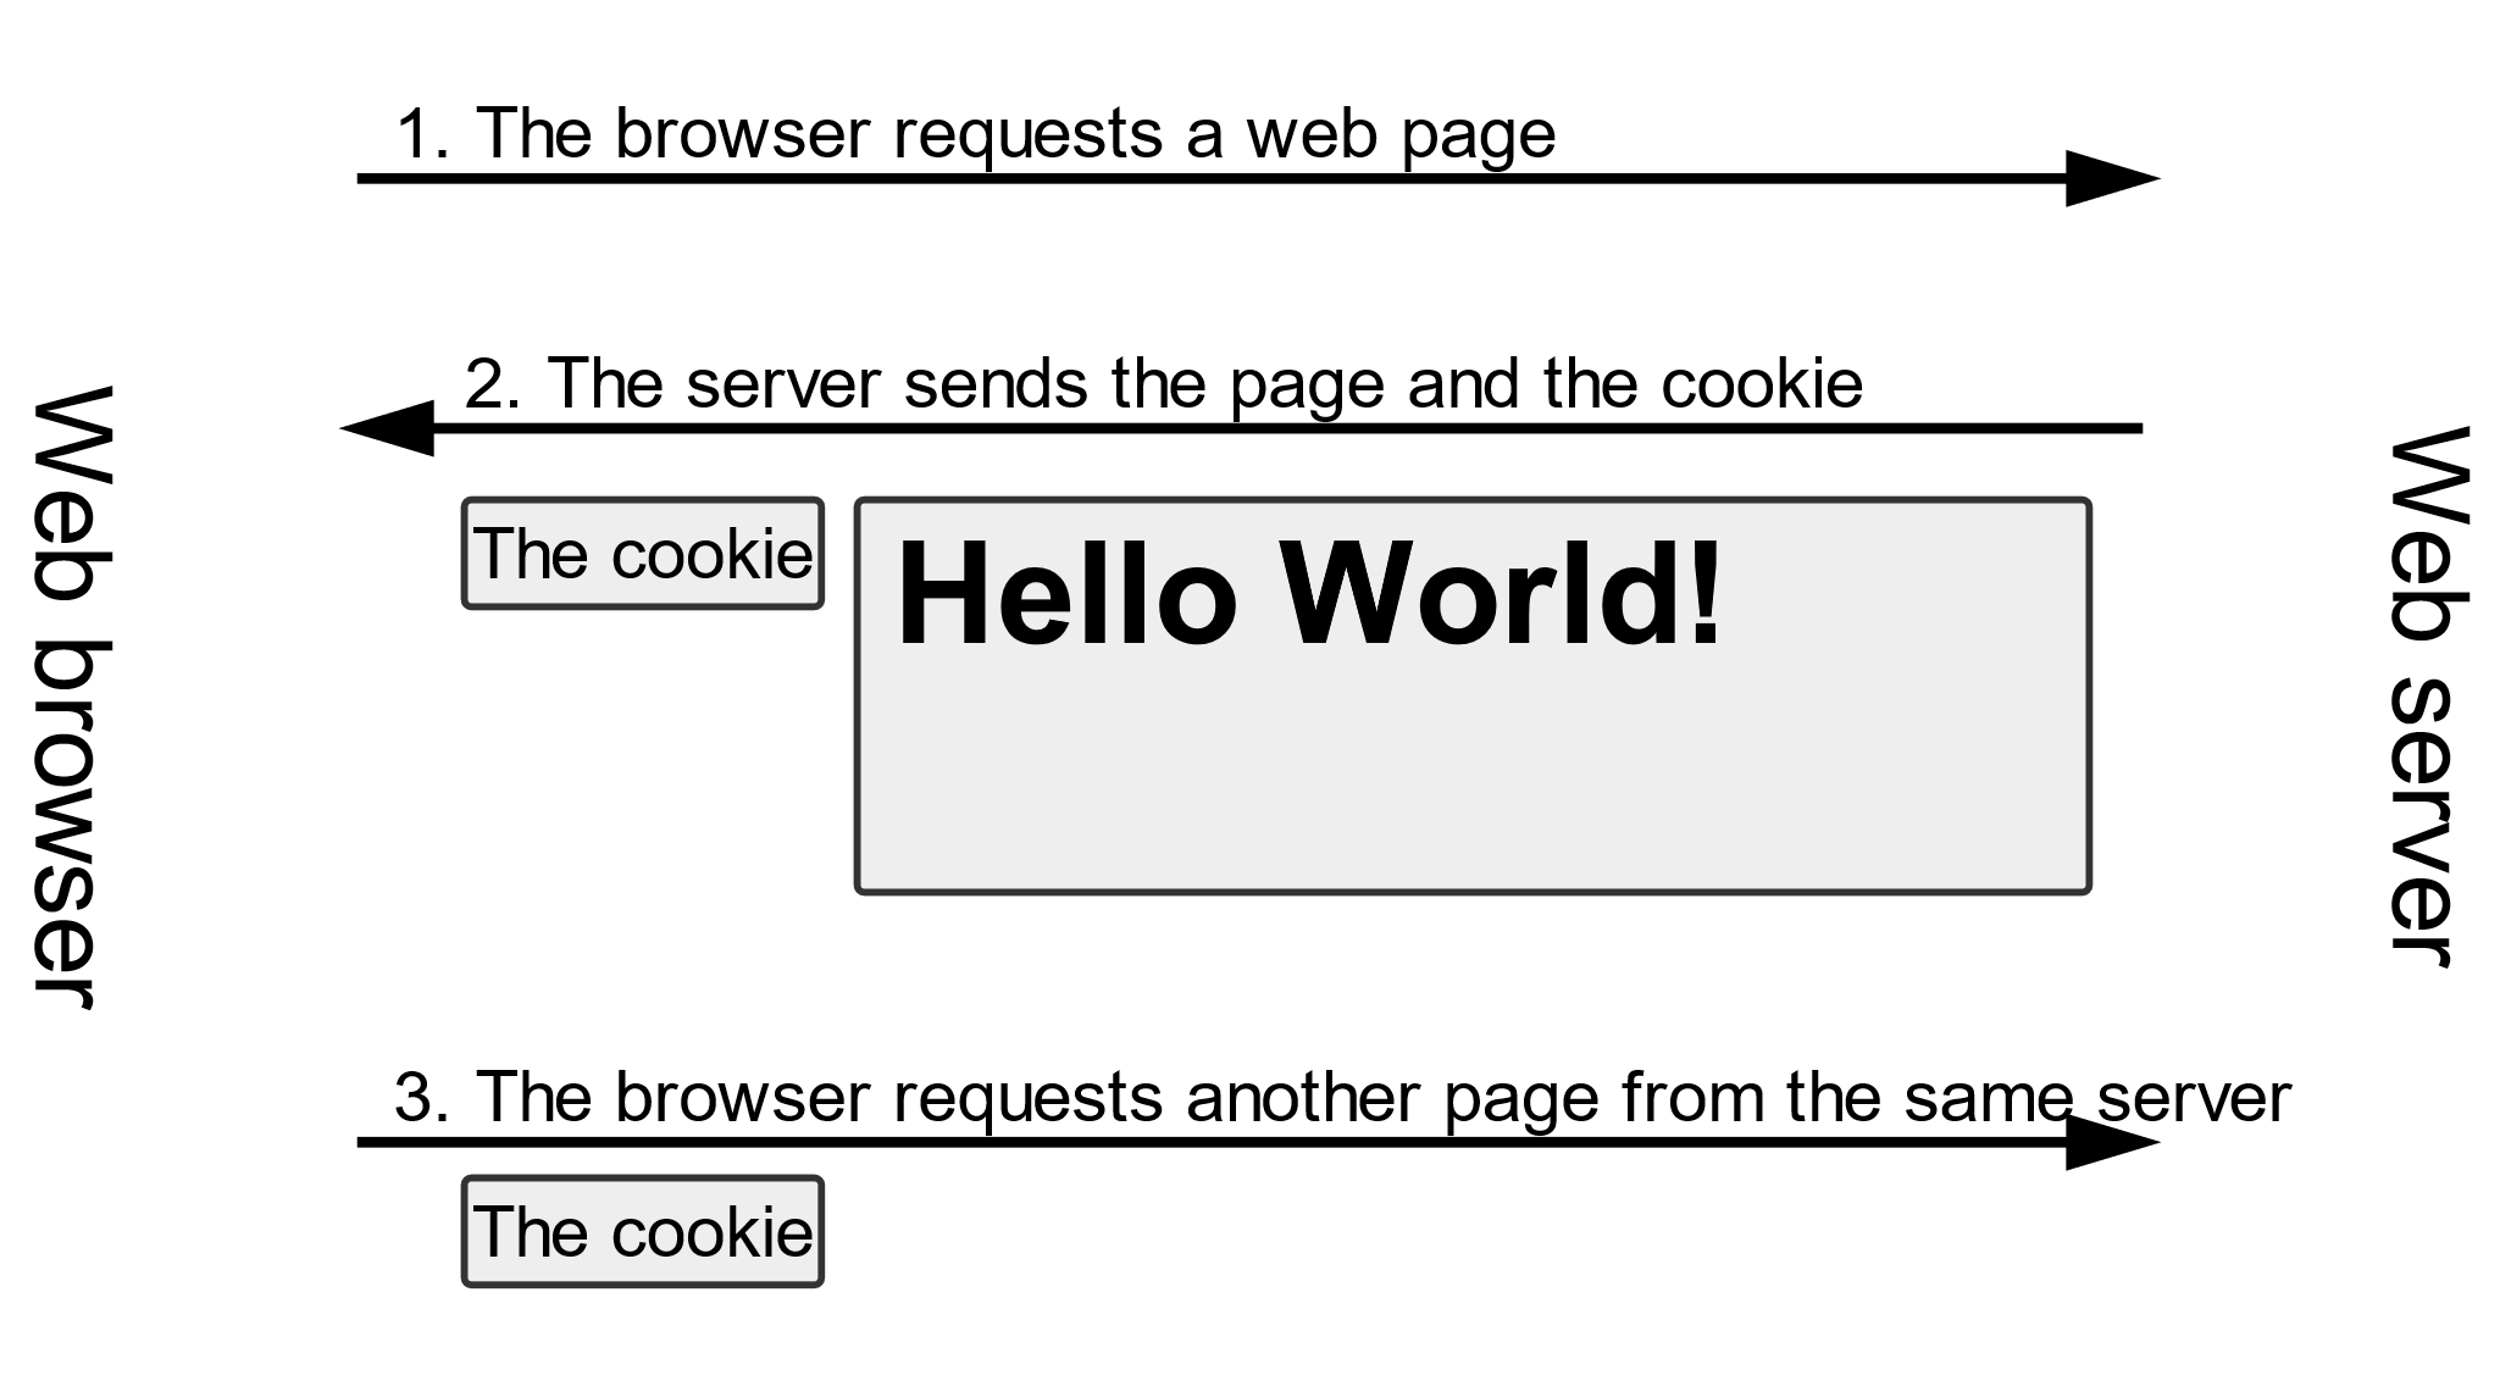 1. The browser requests a web page
2. The server sends the page and the cookie
The cookie
Hello World!
Web browser
Web server
3. The browser requests another page from the same server
The cookie